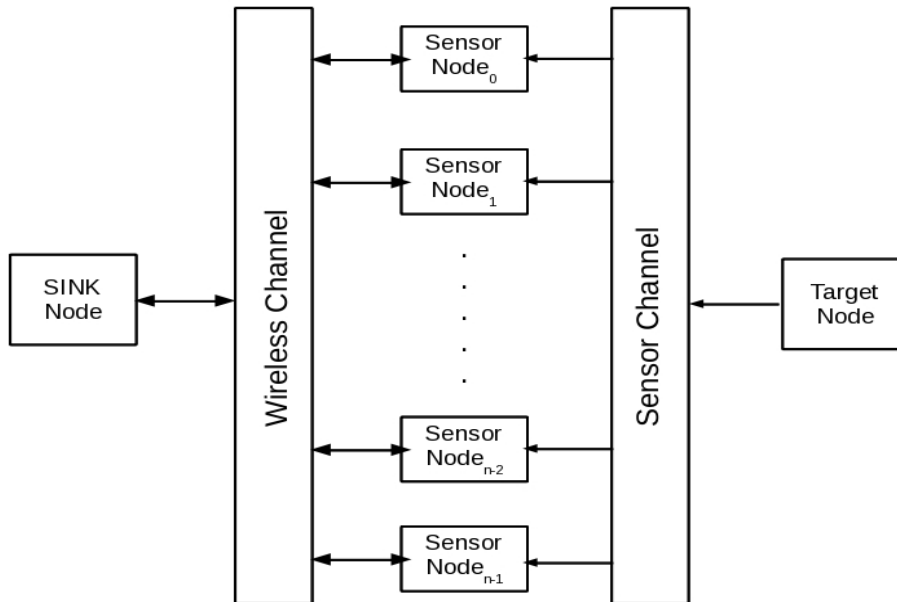 Sensor
Node0
Sensor
Node1
SINK
Node
Wireless Channel
Sensor Channel
Target
Node
Sensor
Noden-2
Sensor
Noden-1